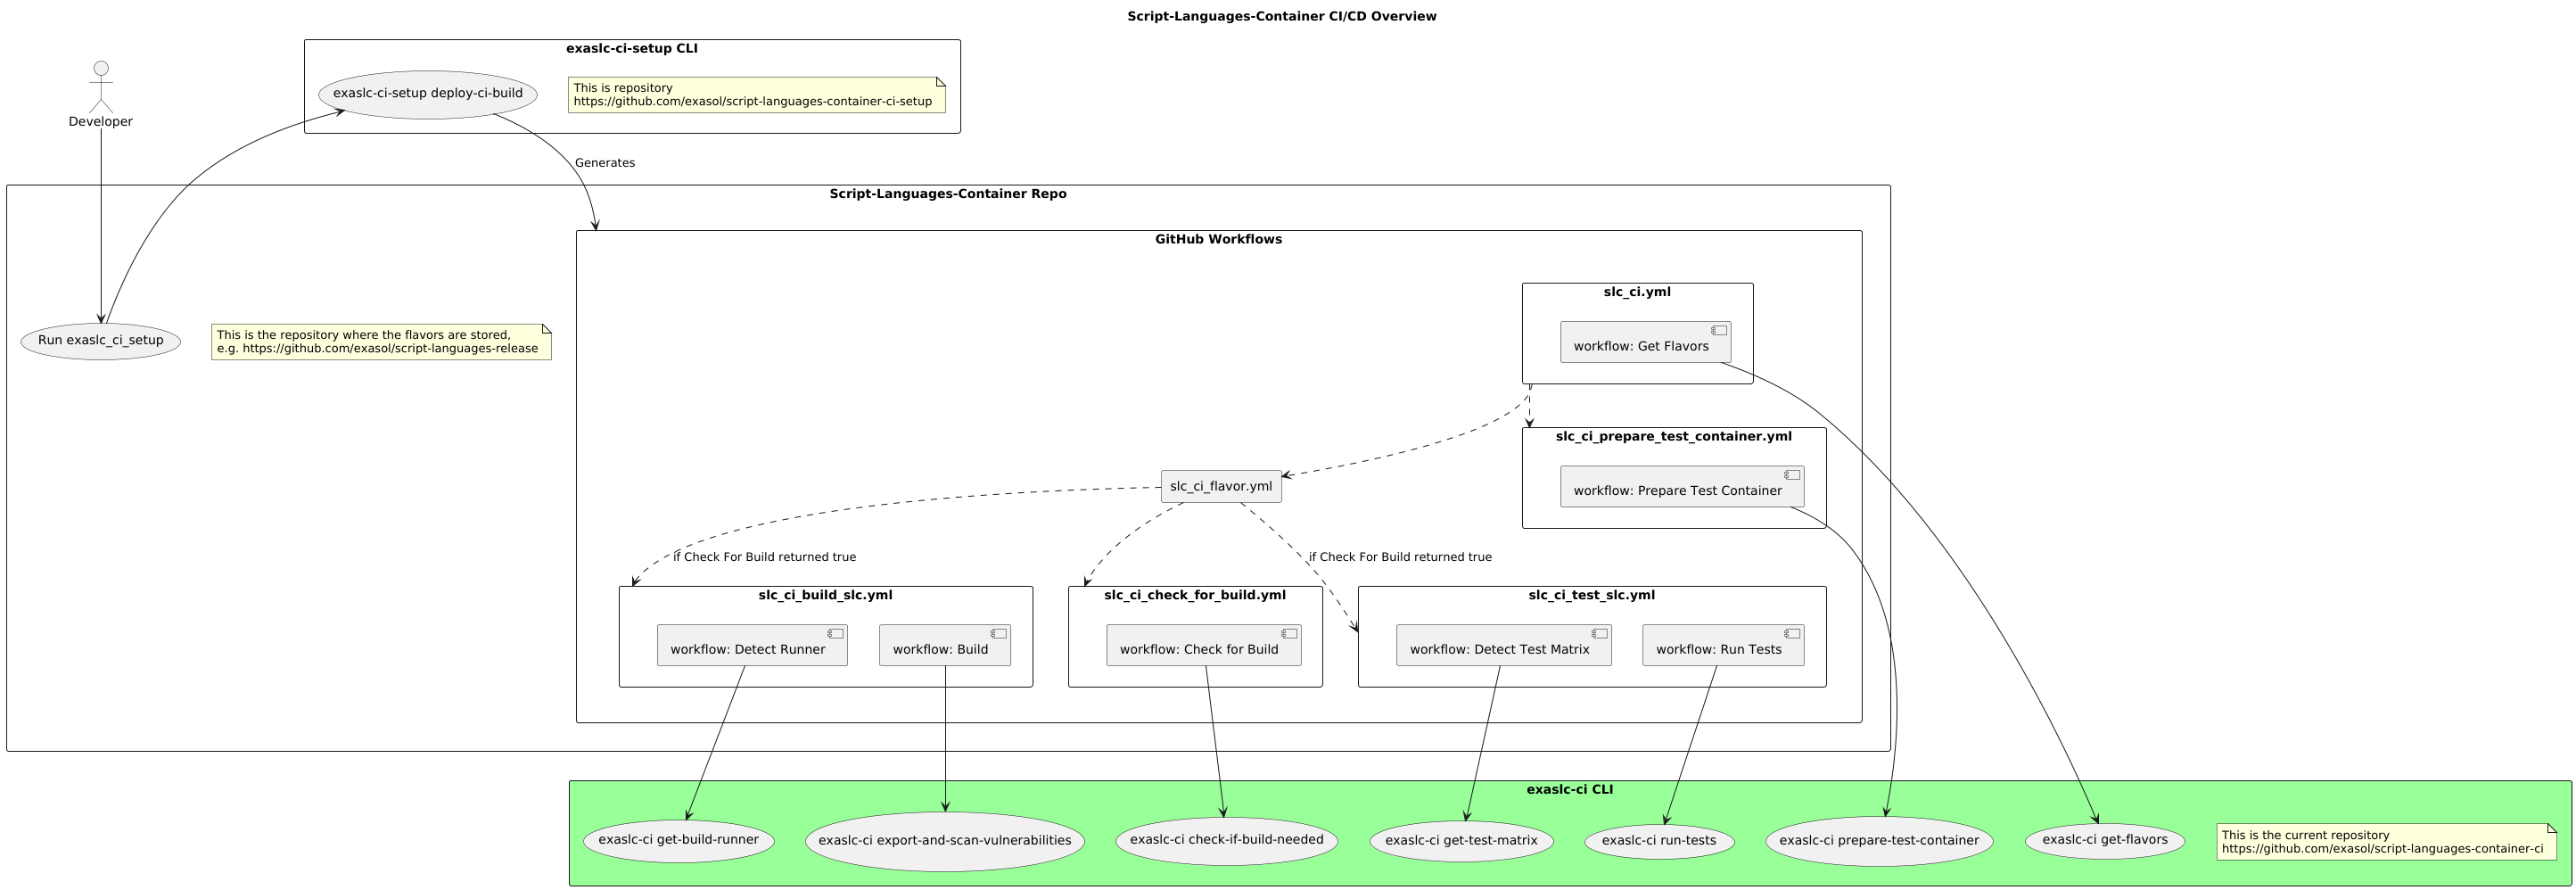 Script-Languages-Container CI/CD Overview
exaslc-ci-setup CLI
exaslc-ci-setup deploy-ci-build
This is repository
https://github.com/exasol/script-languages-container-ci-setup
Developer
Generates
Script-Languages-Container Repo
GitHub Workflows
slc_ci.yml
workflow: Get Flavors
Run exaslc_ci_setup
This is the repository where the flavors are stored,
e.g. https://github.com/exasol/script-languages-release
slc_ci_prepare_test_container.yml
workflow: Prepare Test Container
slc_ci_flavor.yml
if Check For Build returned true
if Check For Build returned true
slc_ci_build_slc.yml
workflow: Detect Runner
workflow: Build
slc_ci_check_for_build.yml
workflow: Check for Build
slc_ci_test_slc.yml
workflow: Detect Test Matrix
workflow: Run Tests
exaslc-ci CLI
exaslc-ci get-build-runner
exaslc-ci export-and-scan-vulnerabilities
exaslc-ci check-if-build-needed
exaslc-ci get-test-matrix
exaslc-ci run-tests
exaslc-ci prepare-test-container
exaslc-ci get-flavors
This is the current repository
https://github.com/exasol/script-languages-container-ci